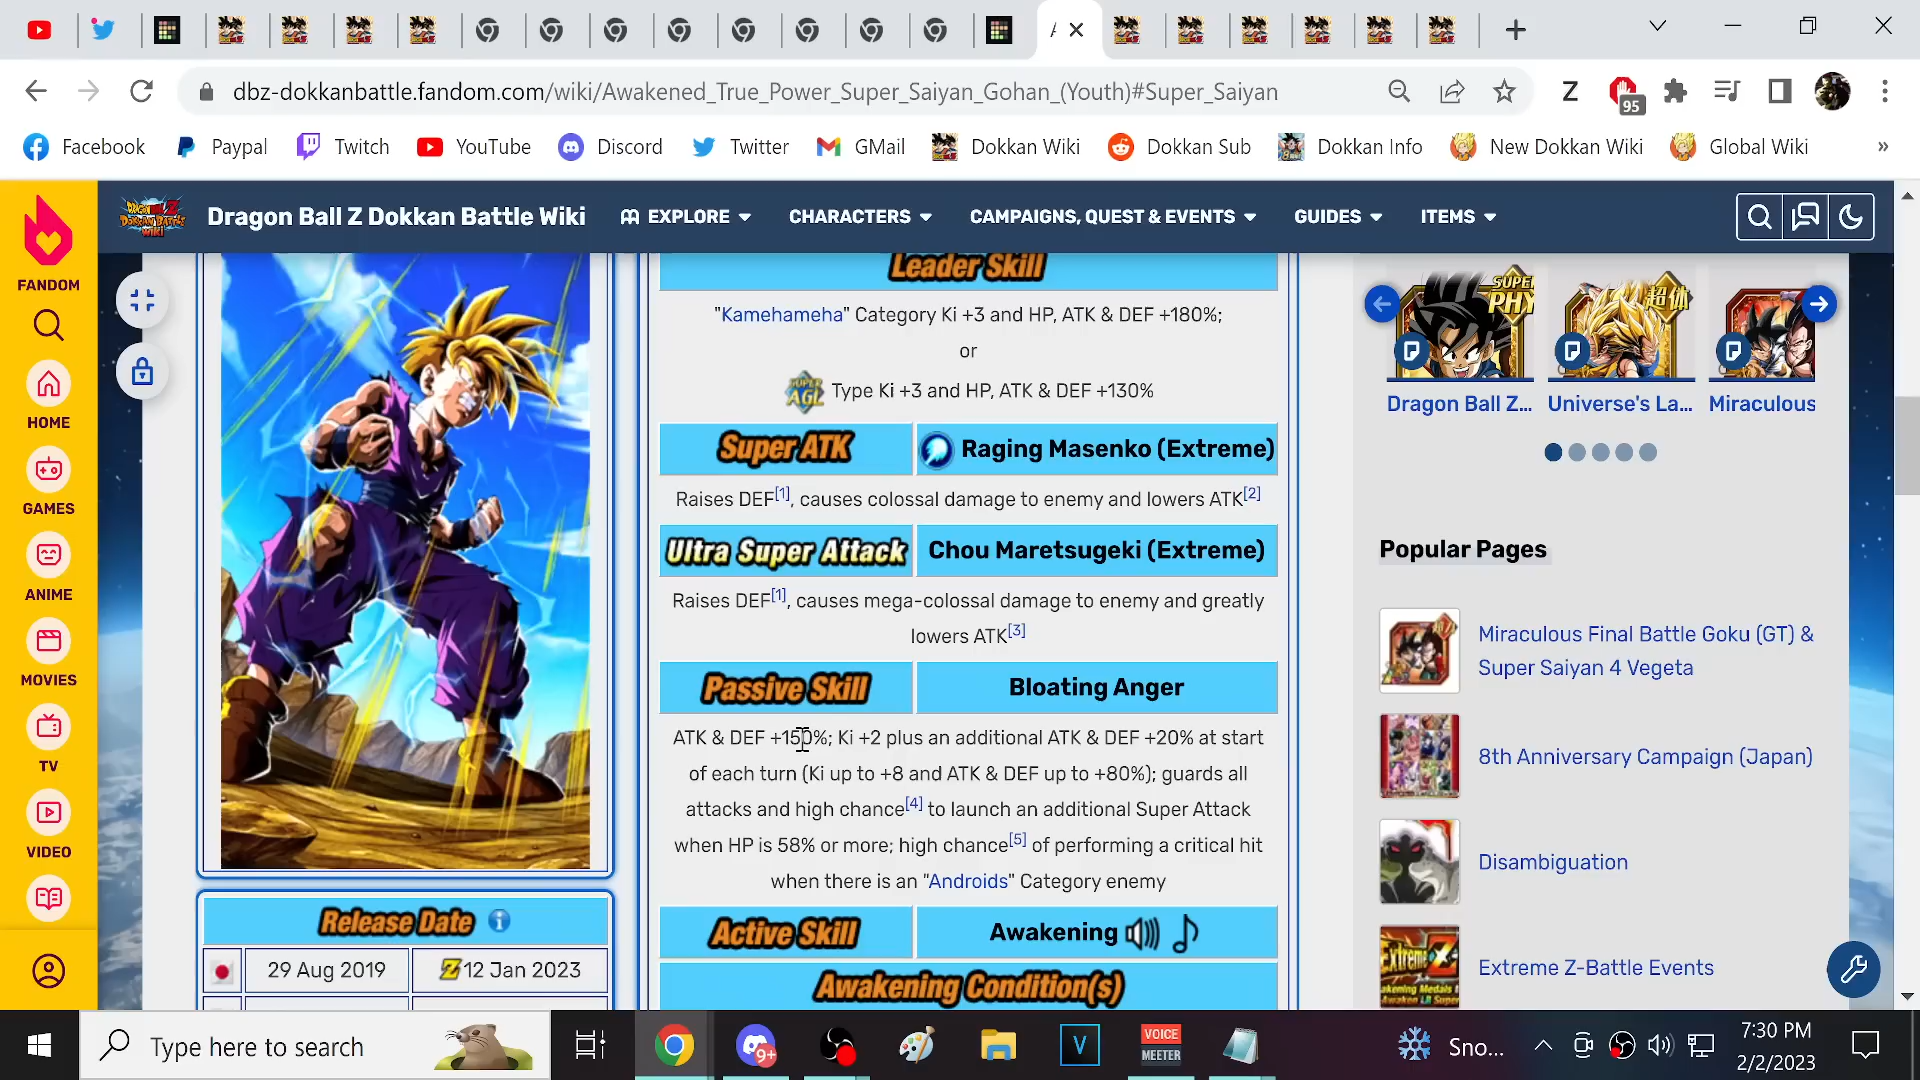 dbz-dokkanbattle.fandom.com/wiki/Awakened_True_Power_Super_Saiyan_Gohan_(Youth)#Super_Saiyan
Z
95
Facebook
Paypal
Twitch
YouTube
Discord
Twitter
GMail
Dokkan Wiki
Dokkan Sub
Dokkan Info
New Dokkan Wiki
Global Wiki
»
Dragon Ball Z Dokkan Battle Wiki
EXPLORE
CHARACTERS
CAMPAIGNS, QUEST & EVENTS
GUIDES
ITEMS
FANDOM
HOME
GAMES
ANIME
MOVIES
TV
VIDEO
Leader Skill
"Kamehameha" Category Ki +3 and HP, ATK & DEF +180%;
or
SUPER AGL Type Ki +3 and HP, ATK & DEF +130%
Super ATK
Raging Masenko (Extreme)
Raises DEF[1], causes colossal damage to enemy and lowers ATK[2]
Ultra Super Attack
Chou Maretsugeki (Extreme)
Raises DEF[1], causes mega-colossal damage to enemy and greatly
lowers ATK[3]
Passive Skill
Bloating Anger
ATK & DEF +150%; Ki +2 plus an additional ATK & DEF +20% at start
of each turn (Ki up to +8 and ATK & DEF up to +80%); guards all
attacks and high chance[4] to launch an additional Super Attack
when HP is 58% or more; high chance[5] of performing a critical hit
when there is an "Androids" Category enemy
Active Skill
Awakening
Awakening Condition(s)
Release Date
29 Aug 2019
Z 12 Jan 2023
SUPER PHY
超体
Dragon Ball Z...
Universe's La...
Miraculous
Popular Pages
Miraculous Final Battle Goku (GT) &
Super Saiyan 4 Vegeta
8th Anniversary Campaign (Japan)
Disambiguation
Extreme Z-Battle Events
Type here to search
9+
V
VOICE
MEETER
Sno...
7:30 PM
2/2/2023